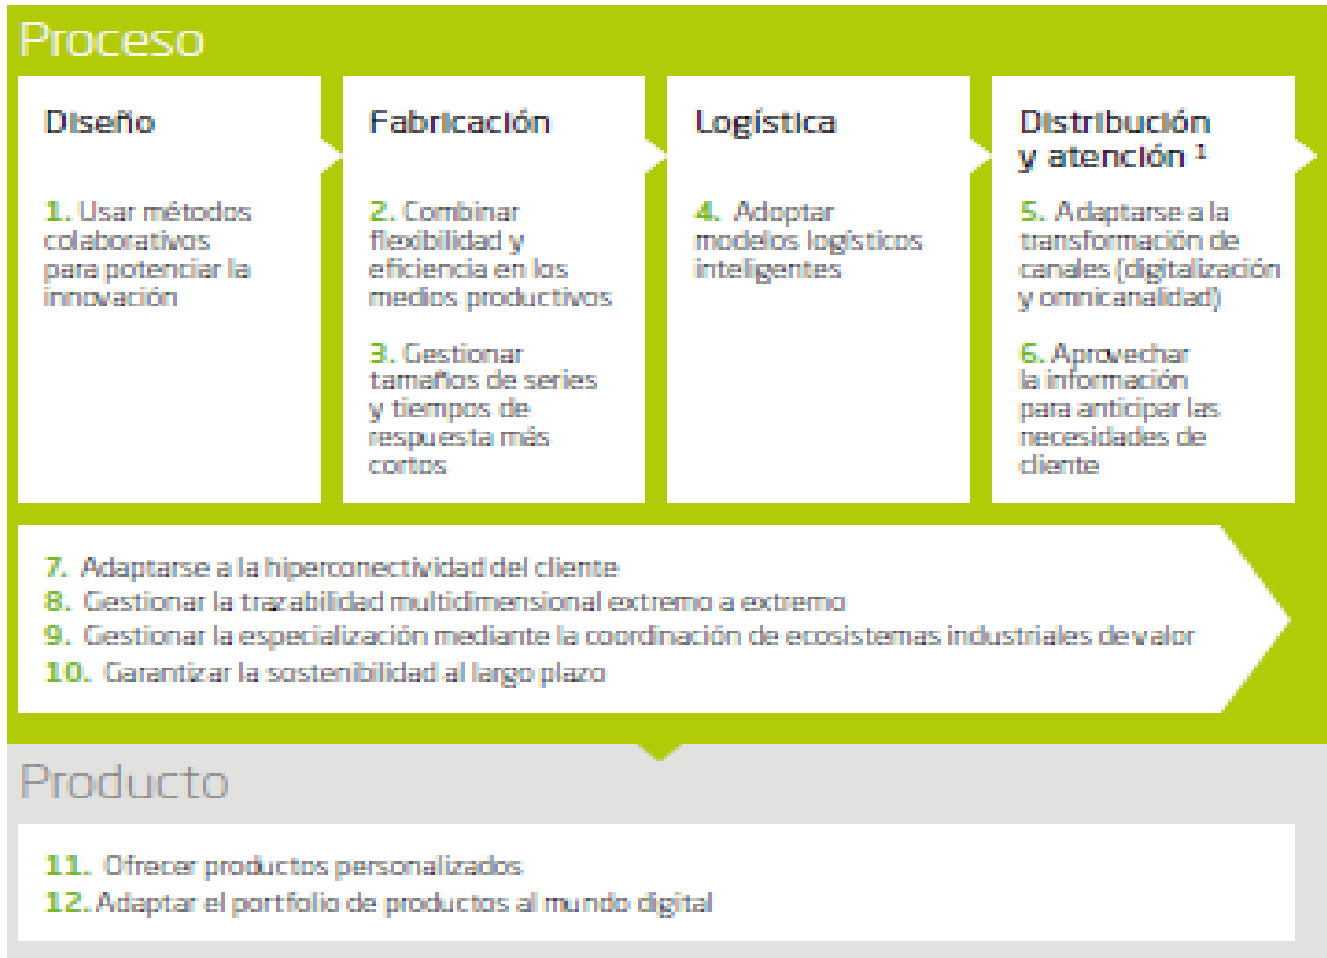 Proceso
Diseño
1. Usar métodos
colaborativos
para potenciar la
innovación
Fabricación
2. Combinar
flexibilidad y
eficiencia en los
medios productivos
3. Gestionar
tamaños de series
y tiempos de
respuesta más
cortos
Logística
4. Adoptar
modelos logísticos
inteligentes
Distribución
y atención 1
5. Adaptarse a la
transformación de
canales (digitalización
y omnicanalidad)
6. Aprovechar
la información
para anticipar las
necesidades de
cliente
7. Adaptarse a la hiperconectividad del cliente
8. Gestionar la trazabilidad multidimensional extremo a extremo
9. Gestionar la especialización mediante la coordinación de ecosistemas industriales de valor
10. Garantizar la sostenibilidad al largo plazo
Producto
11. Ofrecer productos personalizados
12. Adaptar el portfolio de productos al mundo digital